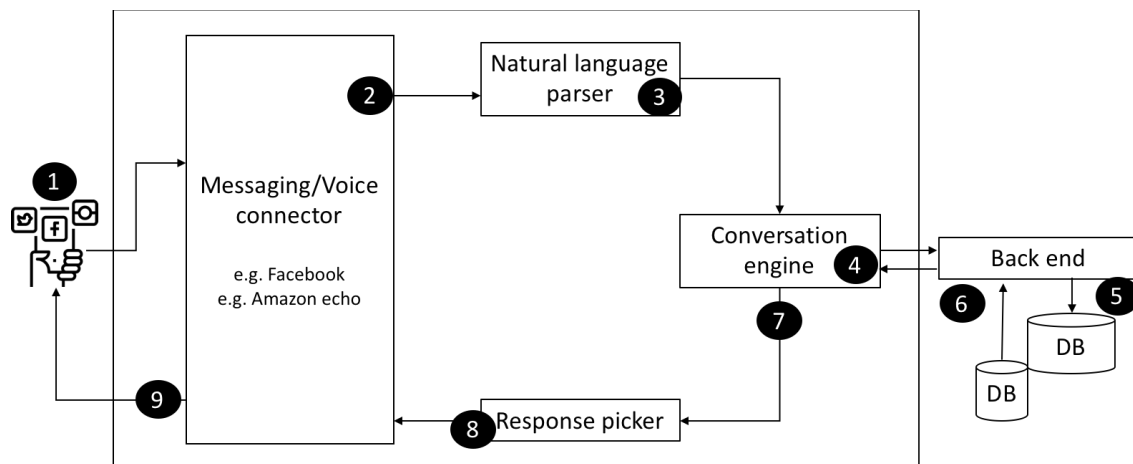 1
f
Messaging/Voice
connector
e.g. Facebook
e.g. Amazon echo
2
Natural language
parser
3
Conversation
engine
4
Back end
5
DB
DB
6
7
Response picker
8
9